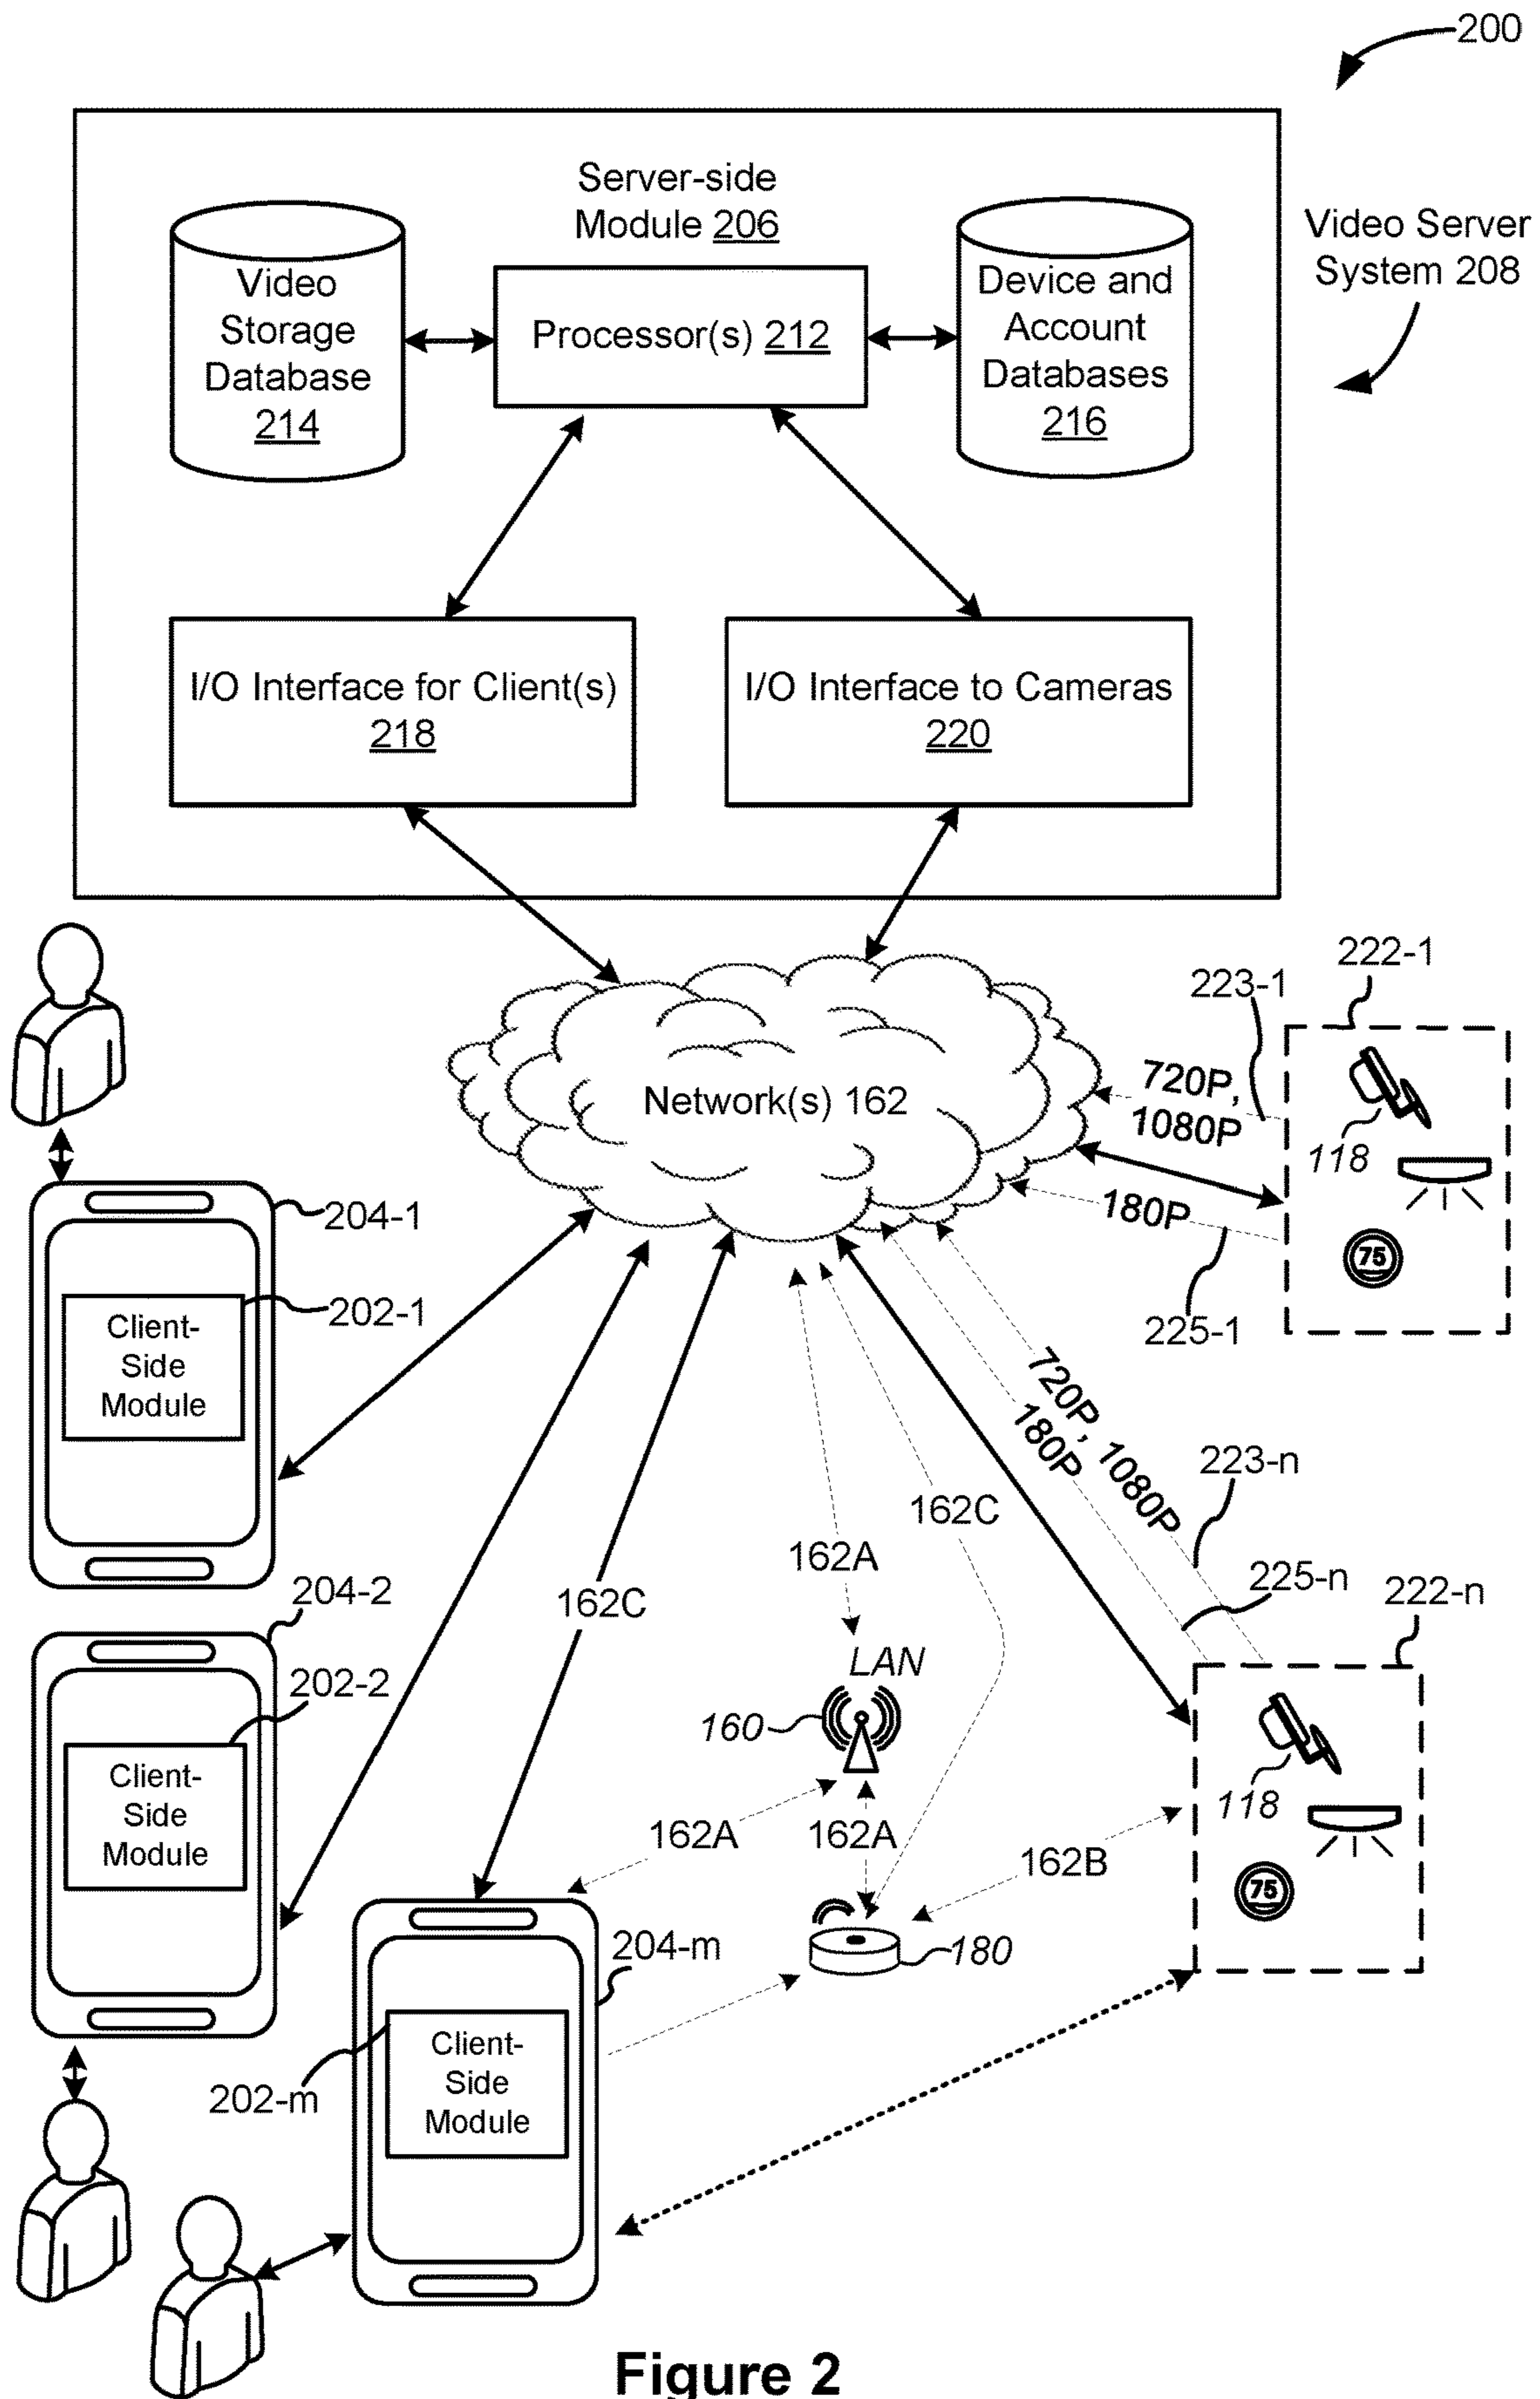 200
Server-side
Module 206
Video Server
System 208
Video
Storage
Database
214
Processor(s) 212
Device and
Account
Databases
216
I/O Interface for Client(s)
218
I/O Interface to Cameras
220
222-1
223-1
720P,
1080P
Network(s) 162
118
180P
75
225-1
204-1
202-1
Client-
Side
Module
720P, 1080P
180P
223-n
162C
162A
162C
225-n
222-n
204-2
LAN
202-2
160
Client-
Side
Module
118
162A
162A
162B
75
204-m
180
Client-
Side
Module
202-m
Figure 2